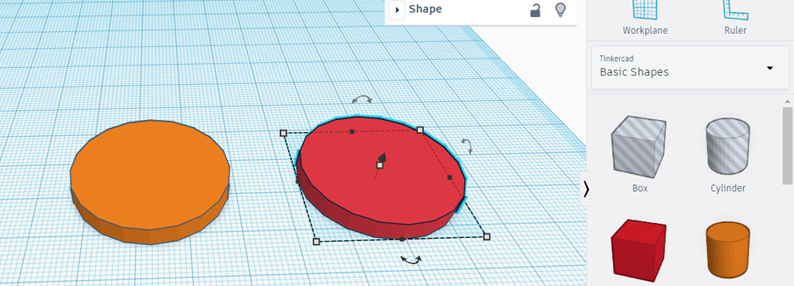 Shape
Workplane
Ruler
Tinkercad
Basic Shapes
Box
Cylinder